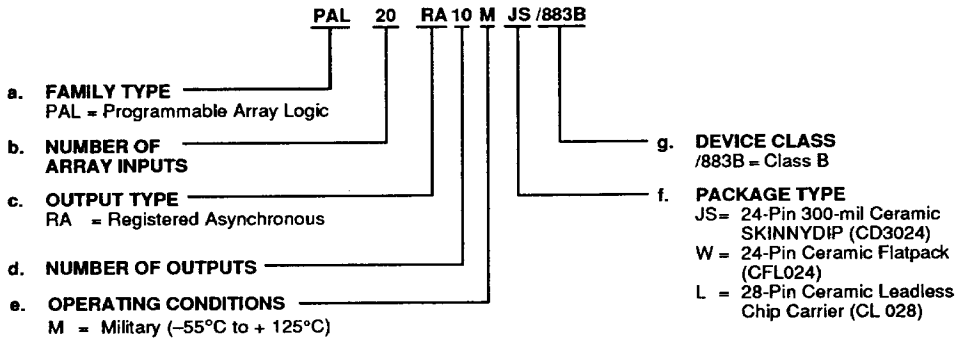 PAL 20 RA 10 M JS /883B
a. FAMILY TYPE
PAL = Programmable Array Logic
b. NUMBER OF
ARRAY INPUTS
c. OUTPUT TYPE
RA = Registered Asynchronous
d. NUMBER OF OUTPUTS
e. OPERATING CONDITIONS
M = Military (–55°C to + 125°C)
g. DEVICE CLASS
/883B = Class B
f. PACKAGE TYPE
JS= 24-Pin 300-mil Ceramic
SKINNYDIP (CD3024)
W = 24-Pin Ceramic Flatpack
(CFL024)
L = 28-Pin Ceramic Leadless
Chip Carrier (CL 028)